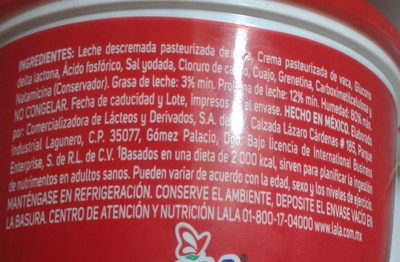 INGREDIENTES: Leche descremada pasteurizada de vaca, Crema pasteurizada de vaca, Glucono
delta lactona, Ácido fosfórico, Sal yodada, Cloruro de calcio, Cuajo, Grenetina, Carboximetilcelulosa y
Natamicina (Conservador). Grasa de leche: 3% mín. Proteína de leche: 12% mín. Humedad: 80% máx.
NO CONGELAR. Fecha de caducidad y Lote, impresos en el envase. HECHO EN MÉXICO. Elaborado
por: Comercializadora de Lácteos y Derivados, S.A. de C.V. Calzada Lázaro Cárdenas # 185, Parque
Industrial Lagunero, C.P. 35077, Gómez Palacio, Dgo. Bajo licencia de International Business
Enterprise, S. de R.L. de C.V. 1Basados en una dieta de 2 000 kcal, sirven para planificar la ingestión
de nutrimentos en adultos sanos. Pueden variar de acuerdo con la edad, sexo y los niveles de ejercicio.
MANTÉNGASE EN REFRIGERACIÓN. CONSERVE EL AMBIENTE, DEPOSITE EL ENVASE VACÍO EN
LA BASURA. CENTRO DE ATENCIÓN Y NUTRICIÓN LALA 01-800-17-04000 www.lala.com.mx